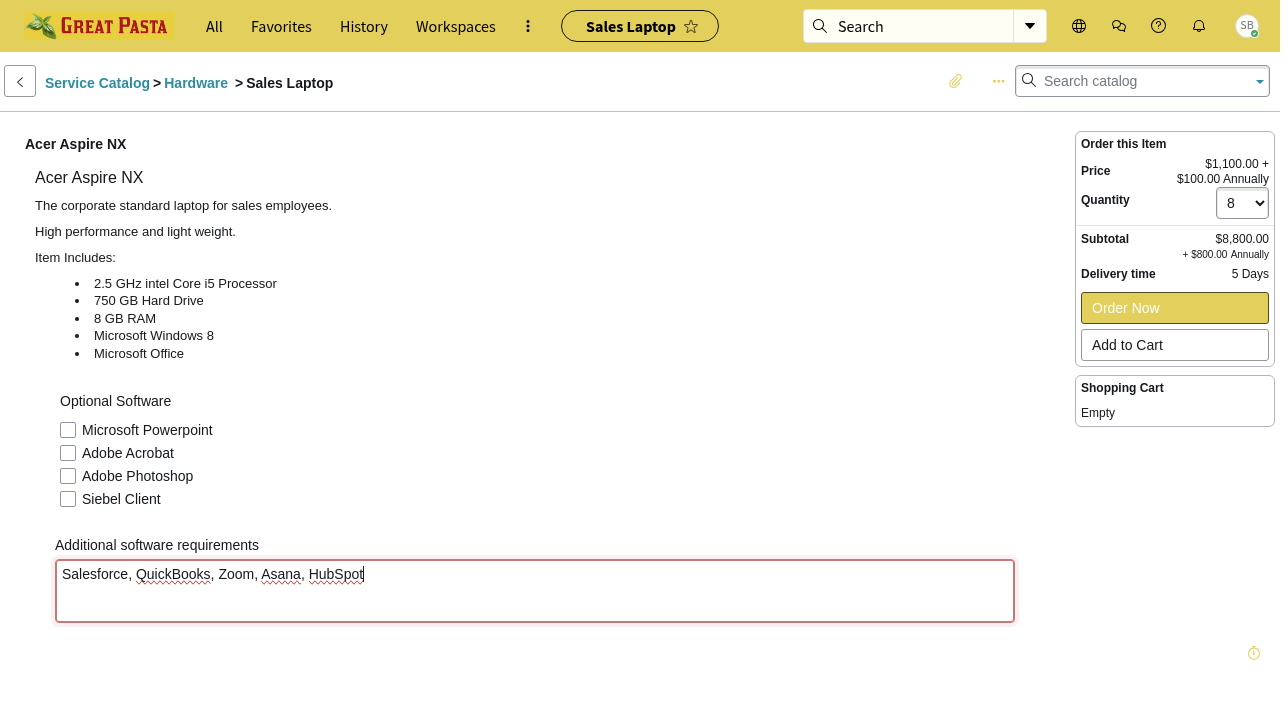 GREAT PASTA
All
Favorites
History
Workspaces
Sales Laptop
Search
SB
Service Catalog > Hardware > Sales Laptop
Search catalog
Acer Aspire NX
Acer Aspire NX
The corporate standard laptop for sales employees.
High performance and light weight.
Item Includes:
2.5 GHz intel Core i5 Processor
750 GB Hard Drive
8 GB RAM
Microsoft Windows 8
Microsoft Office
Optional Software
Microsoft Powerpoint
Adobe Acrobat
Adobe Photoshop
Siebel Client
Additional software requirements
Salesforce, QuickBooks, Zoom, Asana, HubSpot
Order this Item
Price
$1,100.00 +
$100.00 Annually
Quantity
8
Subtotal
$8,800.00
+ $800.00 Annually
Delivery time
5 Days
Order Now
Add to Cart
Shopping Cart
Empty